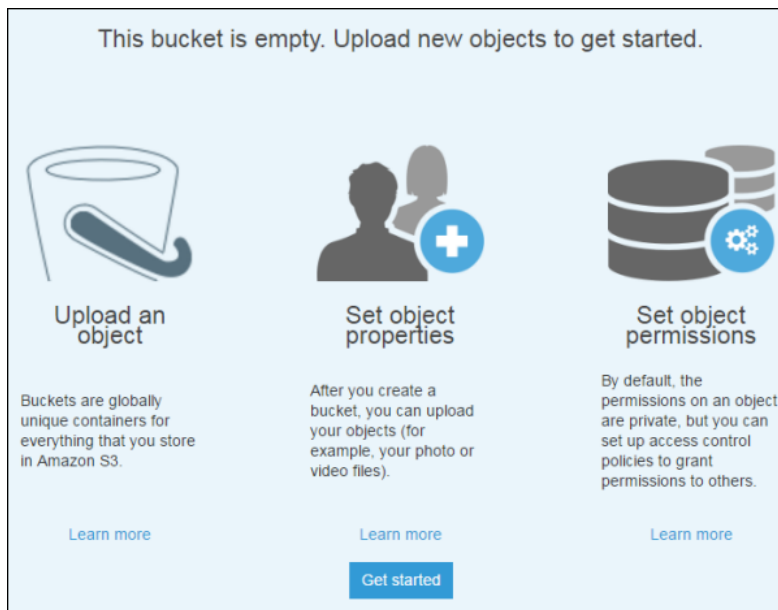 This bucket is empty. Upload new objects to get started.
Upload an
object
Buckets are globally
unique containers for
everything that you store
in Amazon S3.
Learn more
Set object
properties
After you create a
bucket, you can upload
your objects (for
example, your photo or
video files).
Learn more
Set object
permissions
By default, the
permissions on an object
are private, but you can
set up access control
policies to grant
permissions to others.
Learn more
Get started